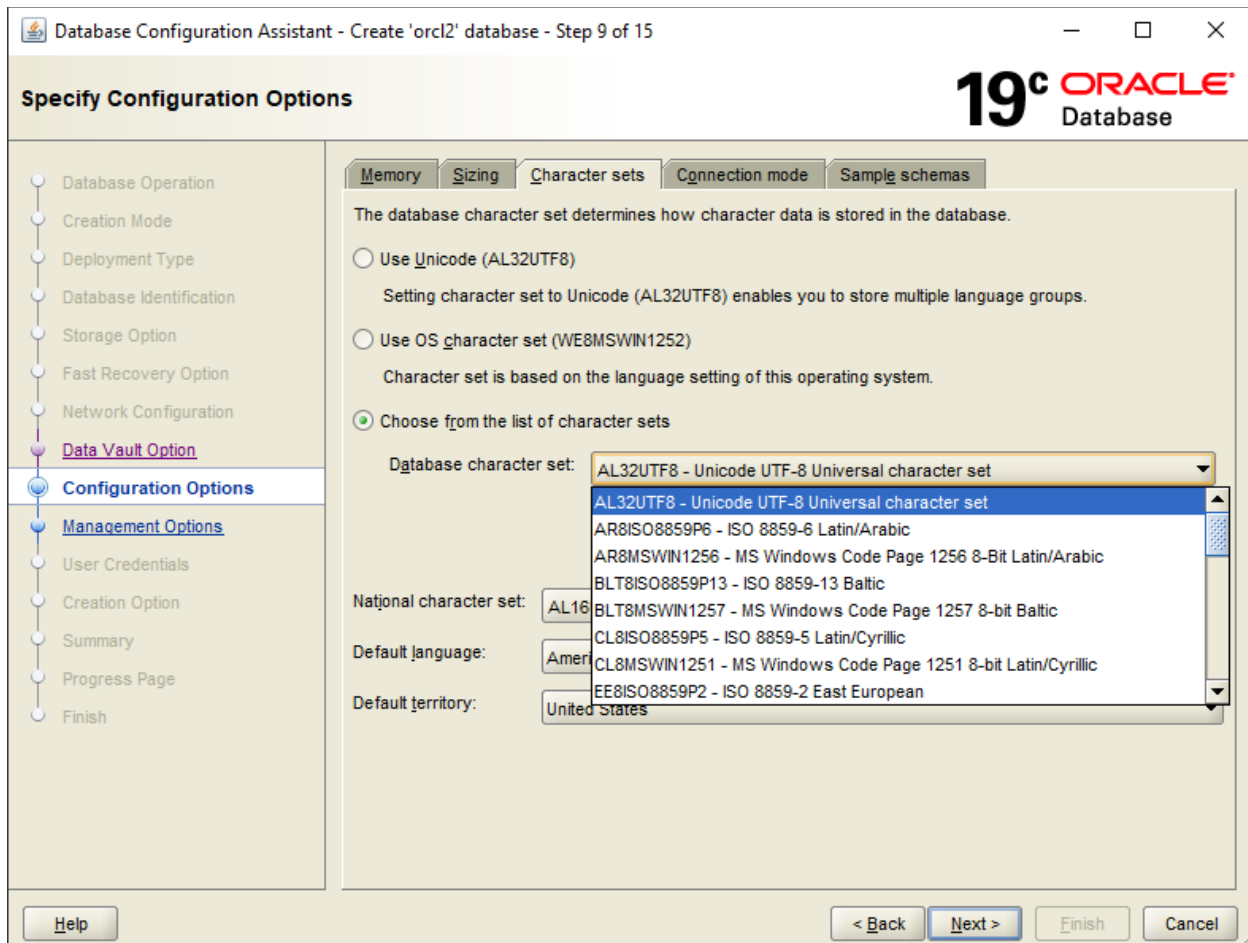 Database Configuration Assistant - Create 'orcl2' database - Step 9 of 15
Specify Configuration Options
19c ORACLE
Database
Database Operation
Creation Mode
Deployment Type
Database Identification
Storage Option
Fast Recovery Option
Network Configuration
Data Vault Option
Configuration Options
Management Options
User Credentials
Creation Option
Summary
Progress Page
Finish
Memory Sizing Character sets Connection mode Sample schemas
The database character set determines how character data is stored in the database.
Use Unicode (AL32UTF8)
Setting character set to Unicode (AL32UTF8) enables you to store multiple language groups.
Use OS character set (WE8MSWIN1252)
Character set is based on the language setting of this operating system.
Choose from the list of character sets
Database character set: AL32UTF8 - Unicode UTF-8 Universal character set
AL32UTF8 - Unicode UTF-8 Universal character set
AR8ISO8859P6 - ISO 8859-6 Latin/Arabic
AR8MSWIN1256 - MS Windows Code Page 1256 8-Bit Latin/Arabic
BLT8ISO8859P13 - ISO 8859-13 Baltic
BLT8MSWIN1257 - MS Windows Code Page 1257 8-bit Baltic
CL8ISO8859P5 - ISO 8859-5 Latin/Cyrillic
CL8MSWIN1251 - MS Windows Code Page 1251 8-bit Latin/Cyrillic
EE8ISO8859P2 - ISO 8859-2 East European
National character set: AL16
Default language: Ameri
Default territory: United States
Help < Back Next > Finish Cancel